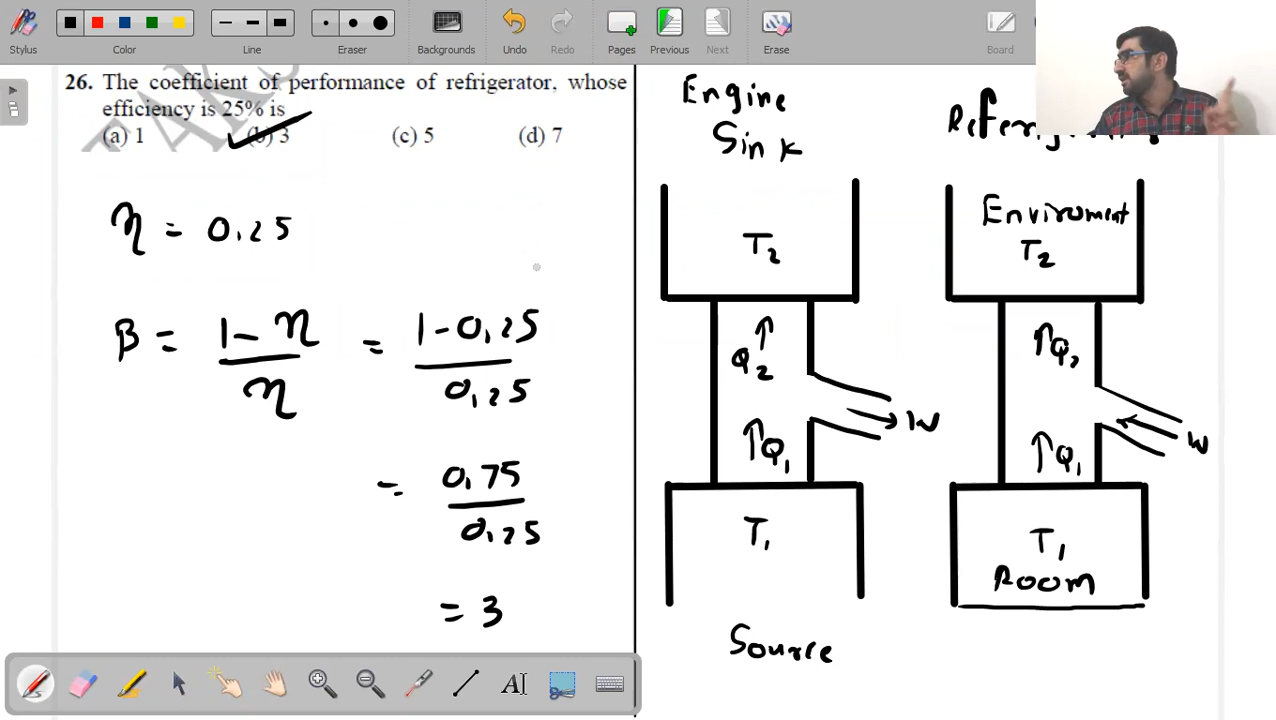 Stylus
Color
Line
Eraser
Backgrounds
Undo
Redo
Pages
Previous
Next
Erase
Board
26. The coefficient of performance of refrigerator, whose
efficiency is 25% is
(a) 1 (b) 3 (c) 5 (d) 7
η = 0.25
β = 1-η / η = 1-0.25 / 0.25
= 0.75 / 0.25
= 3
Engine
Sink
T₂
Q₂
W
Q₁
T₁
Source
Enviroment
T₂
Q₂
W
Q₁
T₁
Room